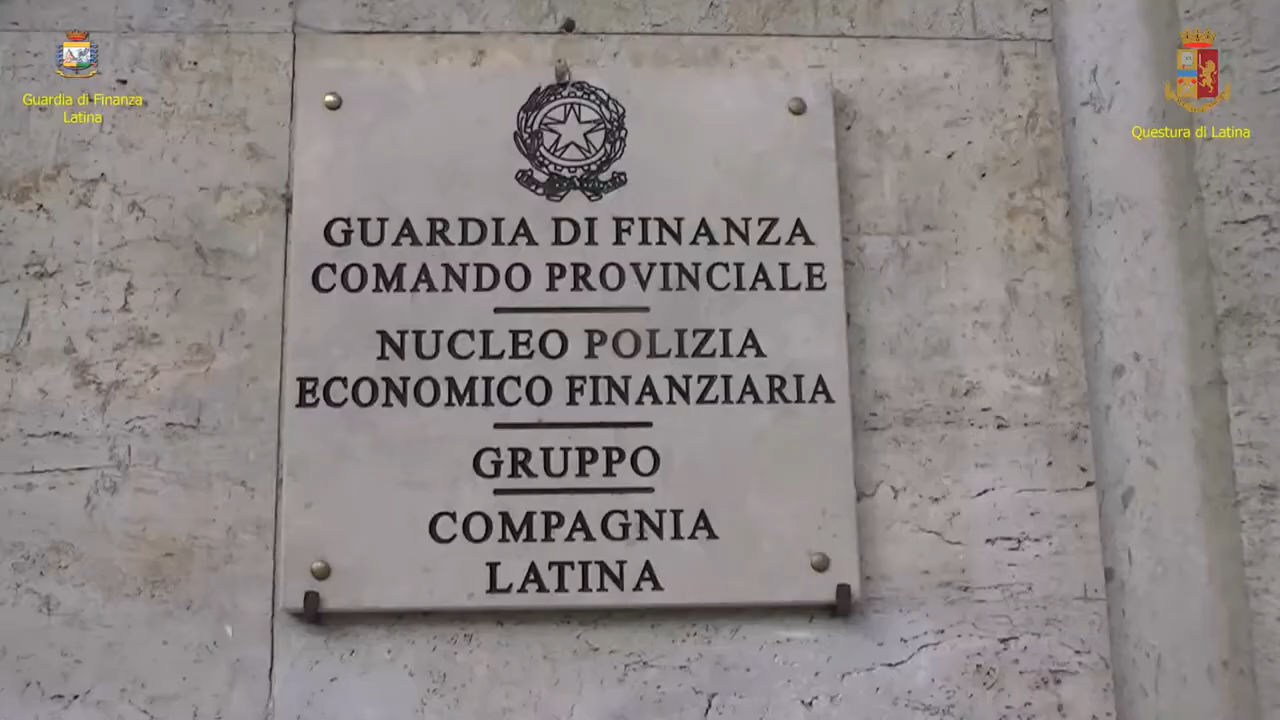 Guardia di Finanza
Latina
Questura di Latina
GUARDIA DI FINANZA
COMANDO PROVINCIALE
NUCLEO POLIZIA
ECONOMICO FINANZIARIA
GRUPPO
COMPAGNIA
LATINA